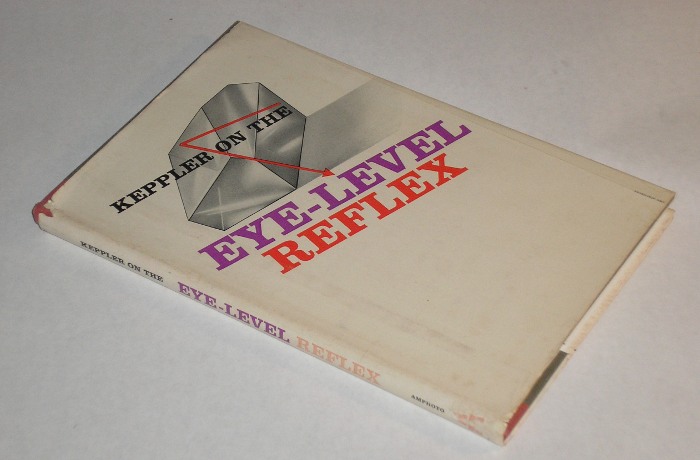 KEPPLER ON THE
EYE-LEVEL
REFLEX
KEPPLER ON THE EYE-LEVEL REFLEX AMPHOTO